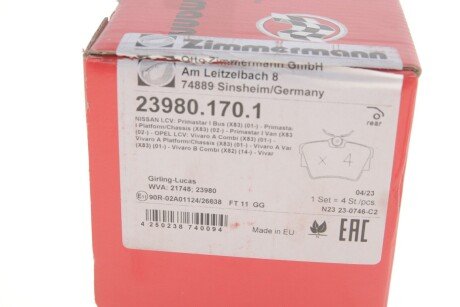 Zimmermann
Otto Zimmermann GmbH
Am Leitzelbach 8
74889 Sinsheim/Germany
23980.170.1
rear
NISSAN LCV: Primastar I Bus (X83) (01-) - Primasta
I Platform/Chassis (X83) (02-) - Primastar I Van (X83)
(02-) - OPEL LCV: Vivaro A Combi (X83) (01-) -
Vivaro A Platform/Chassis (X83) - Vivaro A Van
(X83) (01-) - Vivaro B Combi (X82) (14-) - Vivar
× 4
Girling-Lucas
WVA: 21748; 23980
04/23
1 Set = 4 St./pcs
E11 90R-02A01124/26638 FT 11 GG
N23 23-0746-C2
4 250238 740094
Made in EU
EAC